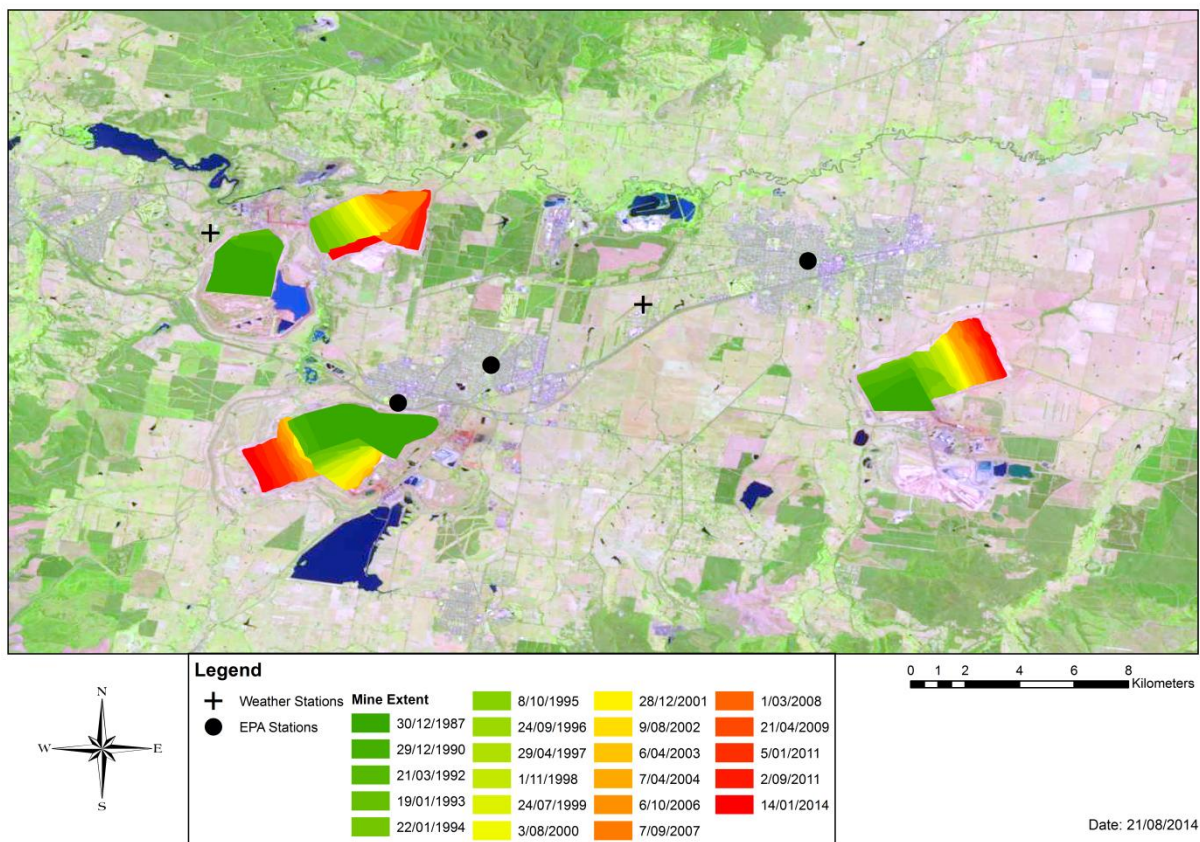 Legend
Weather Stations
EPA Stations
Mine Extent
30/12/1987
29/12/1990
21/03/1992
19/01/1993
22/01/1994
8/10/1995
24/09/1996
29/04/1997
1/11/1998
24/07/1999
3/08/2000
28/12/2001
9/08/2002
6/04/2003
7/04/2004
6/10/2006
7/09/2007
1/03/2008
21/04/2009
5/01/2011
2/09/2011
14/01/2014
N
W E
S
0 1 2 4 6 8
Kilometers
Date: 21/08/2014